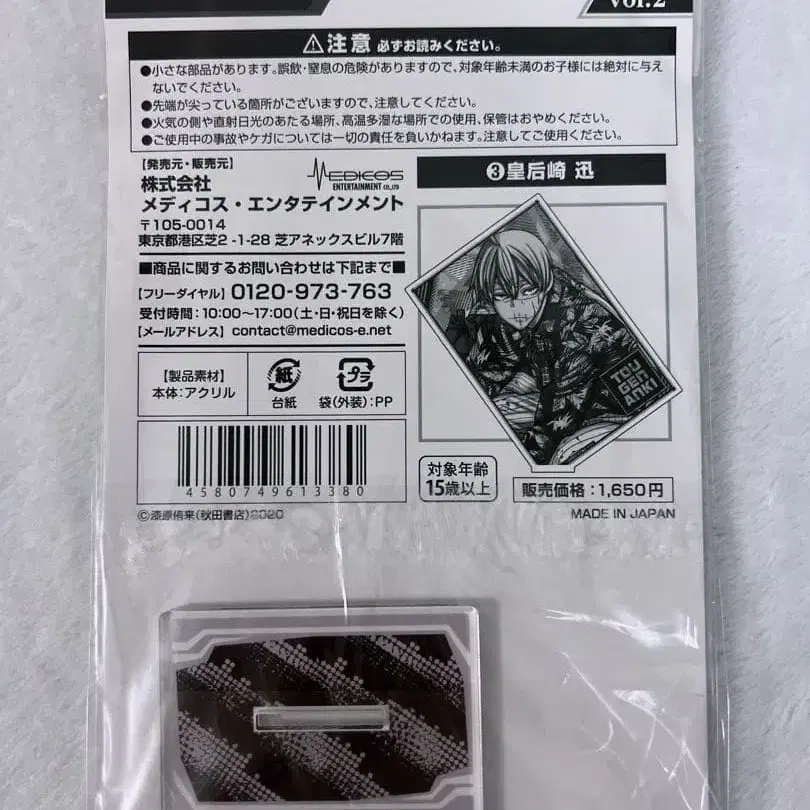 vol.2
⚠注意 必ずお読みください。
●小さな部品があります。誤飲・窒息の危険がありますので、対象年齢未満のお子様には絶対に与え
ないでください。
●先端が尖っている箇所がございますので、注意してください。
●火気の側や直射日光のあたる場所、高温多湿な場所での使用、保管はおやめください。
●ご使用中の事故やケガについては一切の責任を負いかねます。注意してご使用ください。
【発売元・販売元】
MEDICOS
ENTERTAINMENT CO.,LTD
株式会社
メディコス・エンタテインメント
〒105-0014
東京都港区芝2-1-28 芝アネックスビル7階
■商品に関するお問い合わせは下記まで■
【フリーダイヤル】0120-973-763
受付時間:10:00～17:00(土・日・祝日を除く)
【メールアドレス】contact@medicos-e.net
【製品素材】
本体:アクリル
紙
台紙
プラ
袋(外装):PP
4580749613380
©漆原侑来(秋田書店)2020
❸皇后崎 迅
TOU
GEN
ANKI
対象年齢
15歳以上
販売価格:1,650円
MADE IN JAPAN